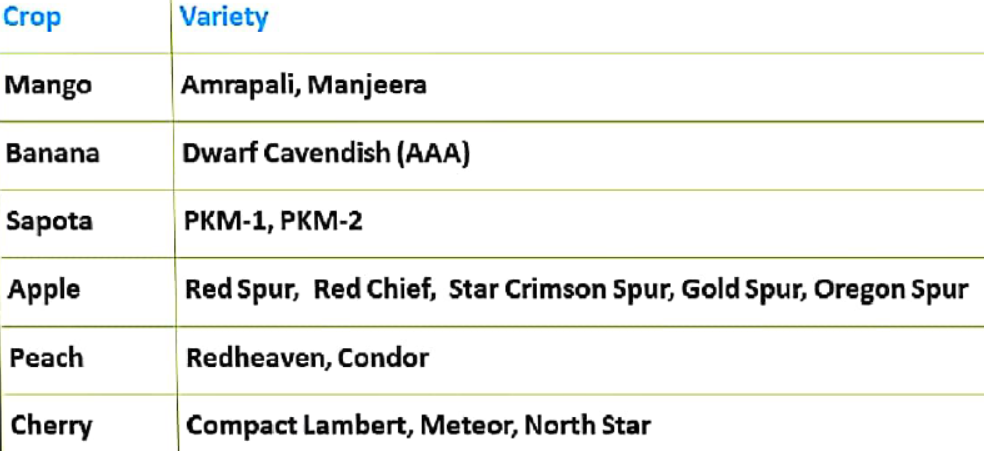 Crop Variety
Mango Amrapali, Manjeera
Banana Dwarf Cavendish (AAA)
Sapota PKM-1, PKM-2
Apple Red Spur, Red Chief, Star Crimson Spur, Gold Spur, Oregon Spur
Peach Redheaven, Condor
Cherry Compact Lambert, Meteor, North Star